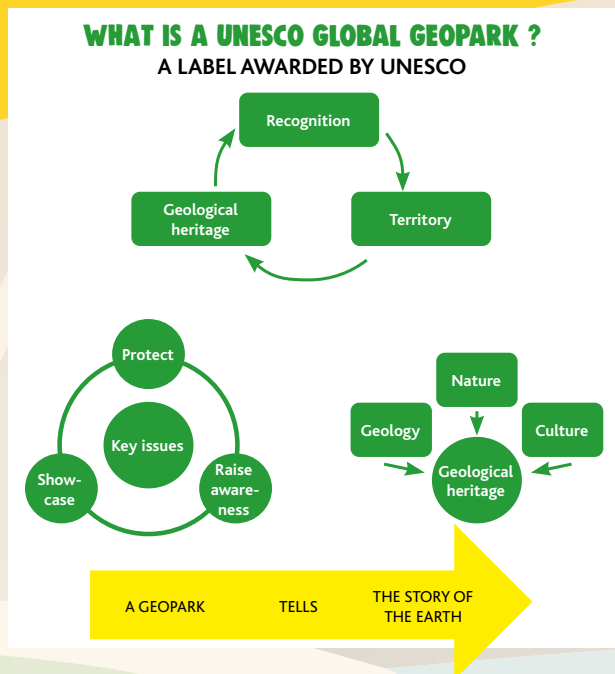 WHAT IS A UNESCO GLOBAL GEOPARK ?
A LABEL AWARDED BY UNESCO
Recognition
Geological
heritage
Territory
Protect
Key issues
Show-
case
Raise
aware-
ness
Nature
Geology
Culture
Geological
heritage
A GEOPARK
TELLS
THE STORY OF
THE EARTH